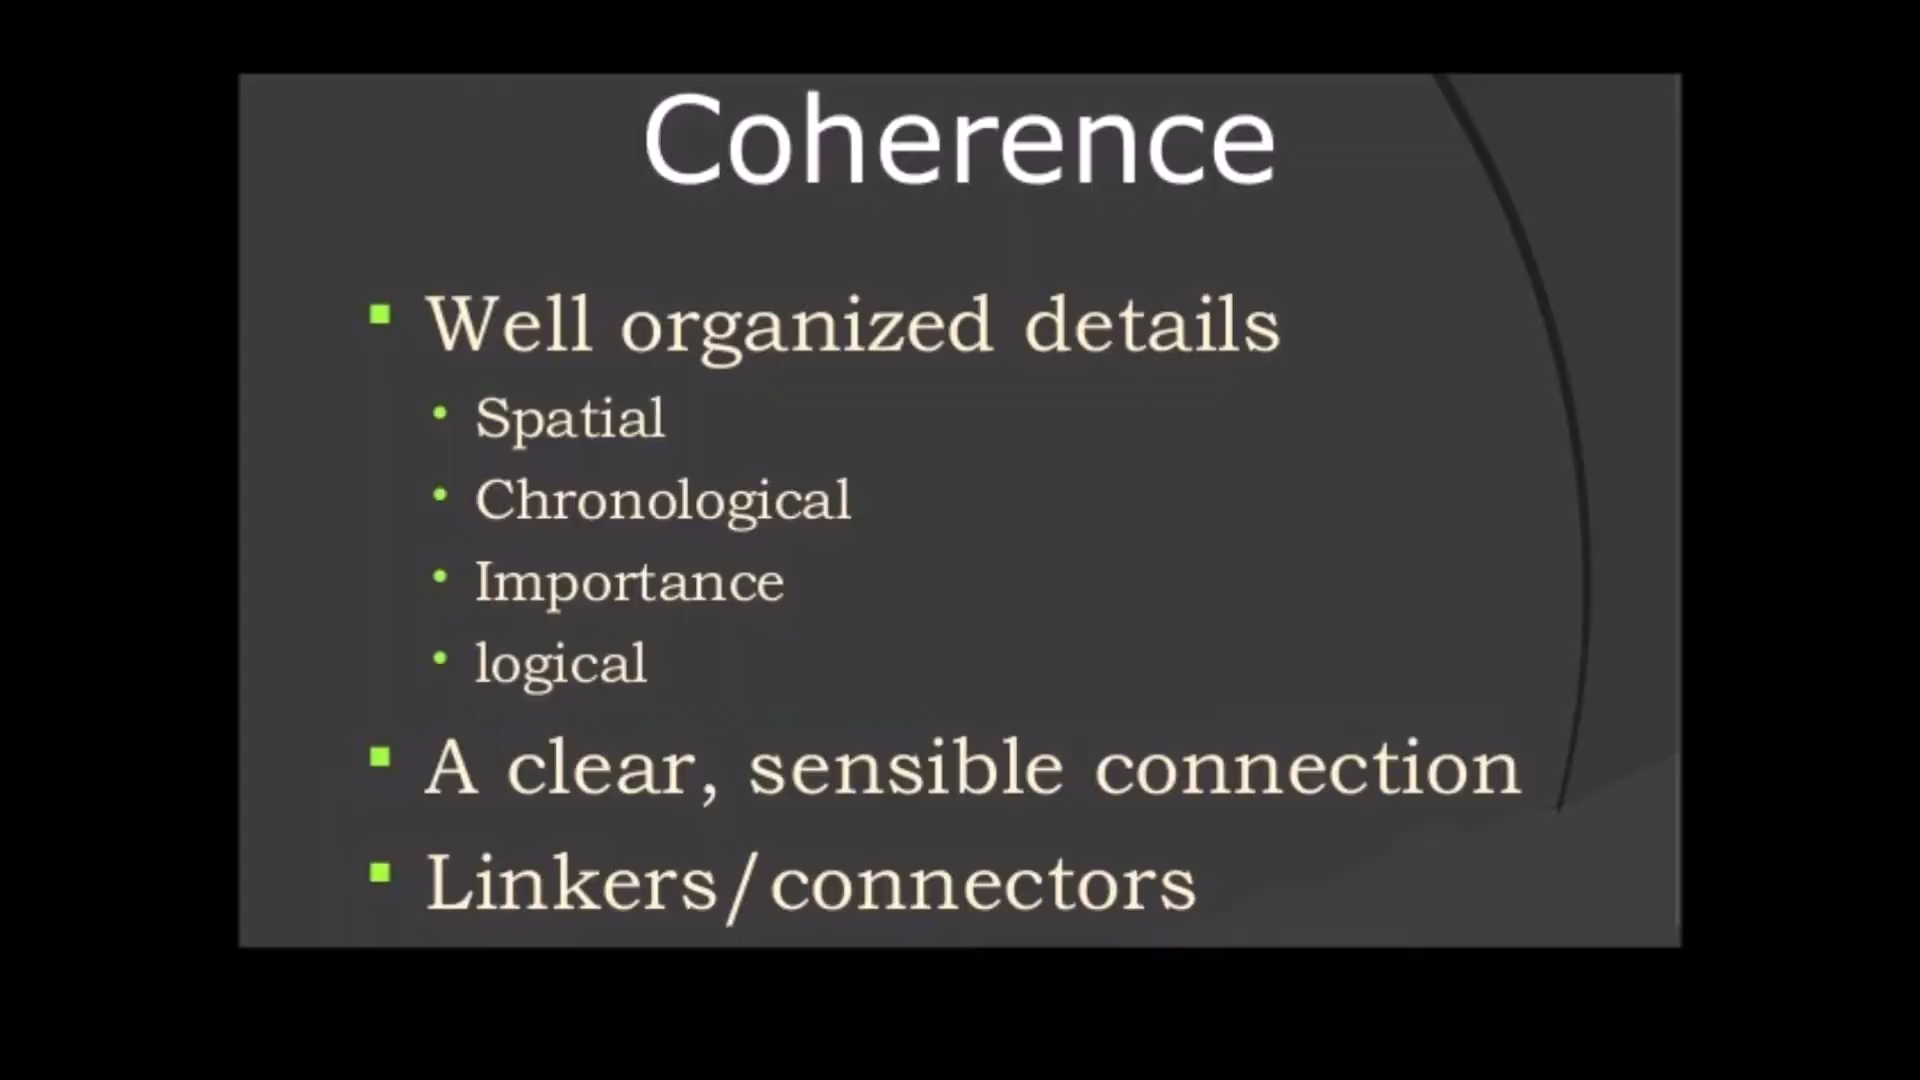 Coherence
Well organized details
Spatial
Chronological
Importance
logical
A clear, sensible connection
Linkers/connectors